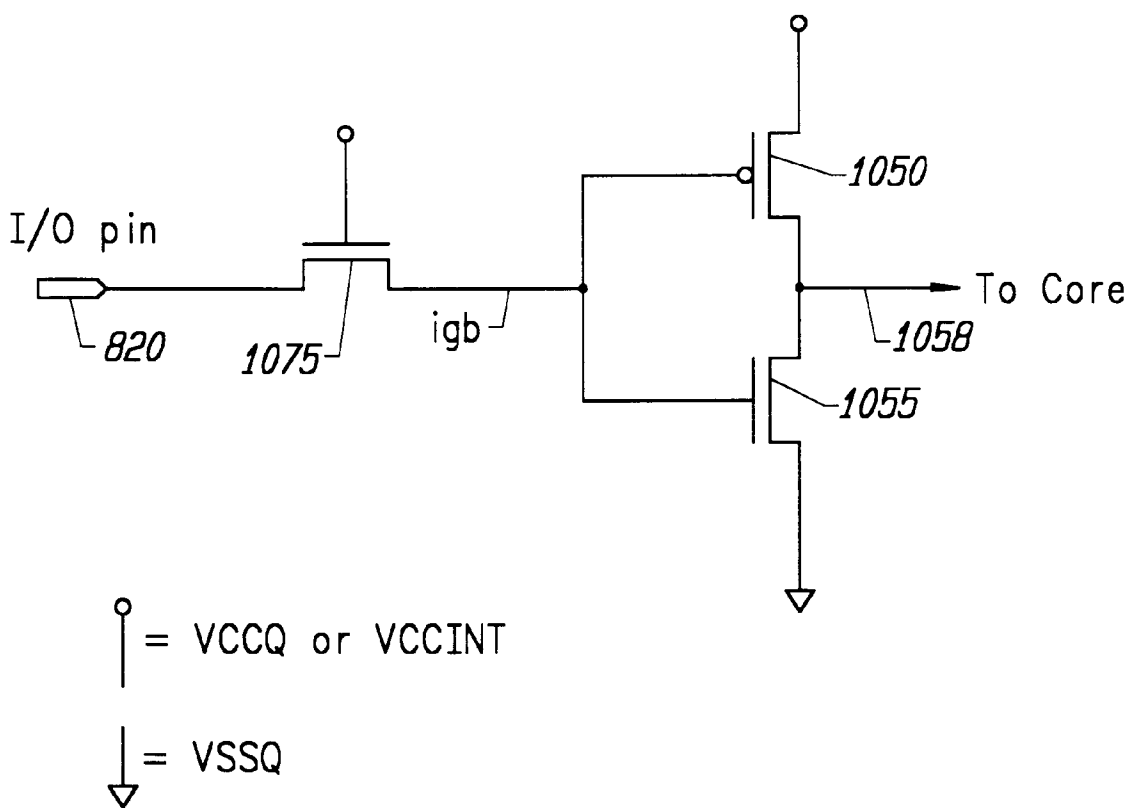 1050
I/O pin
To Core
igb
820
1075
1058
1055
= VCCQ or VCCINT
= VSSQ